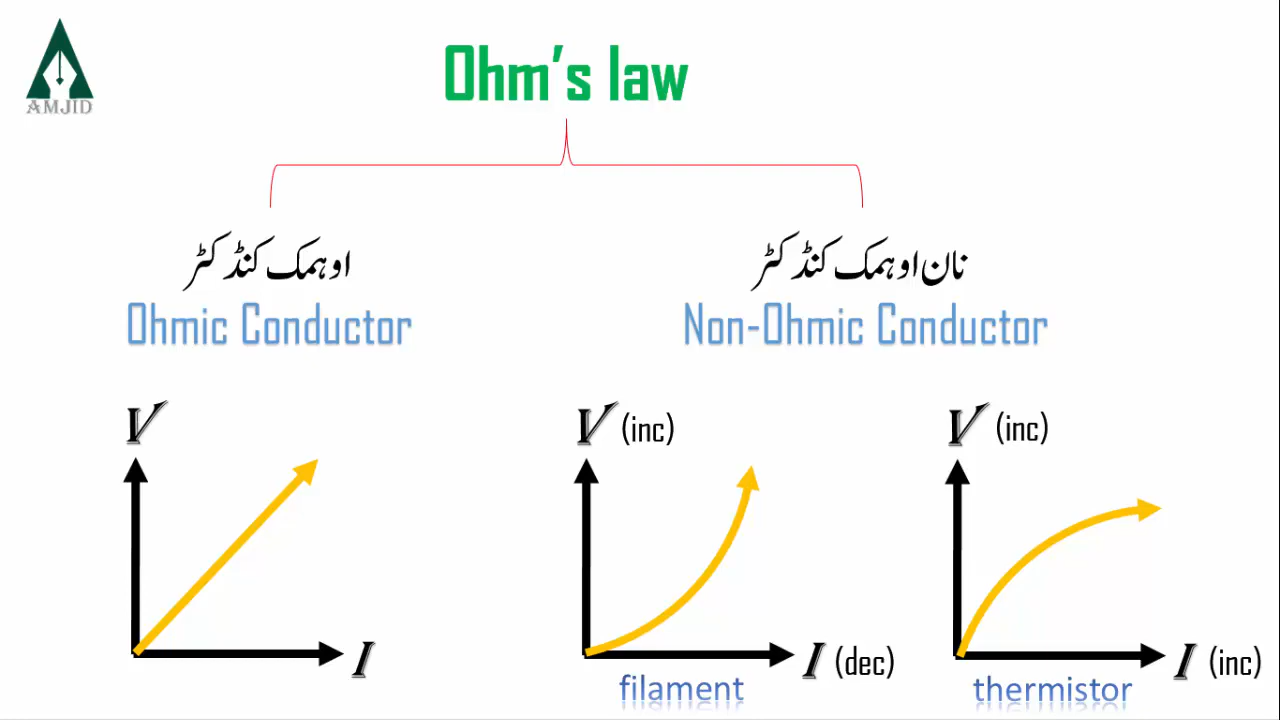 AMJID
Ohm's law
اوہمک کنڈکٹر
Ohmic Conductor
نان اوہمک کنڈکٹر
Non-Ohmic Conductor
V
I
V (inc)
I (dec)
filament
V (inc)
I (inc)
thermistor